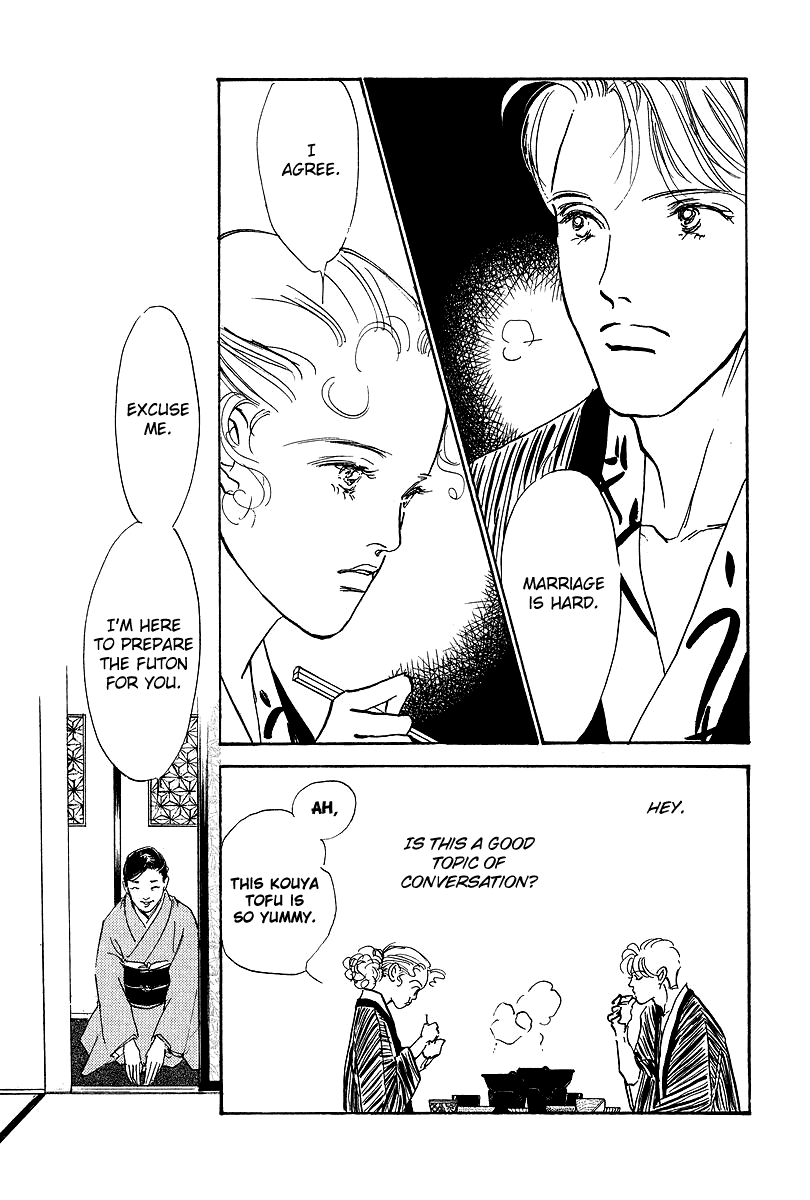 MARRIAGE
IS HARD.
I
AGREE.
HEY.
IS THIS A GOOD
TOPIC OF
CONVERSATION?
AH,
THIS KOUYA
TOFU IS
SO YUMMY.
EXCUSE
ME.
I'M HERE
TO PREPARE
THE FUTON
FOR YOU.